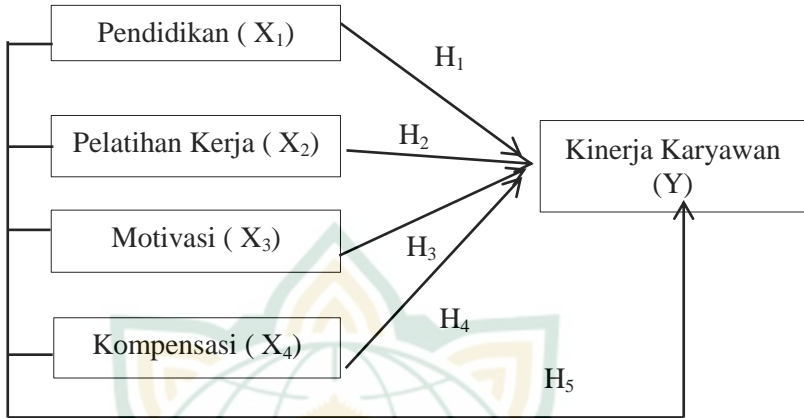 Pendidikan ( X₁)
H₁
Pelatihan Kerja ( X₂)
H₂
Kinerja Karyawan
(Y)
Motivasi ( X₃)
H₃
Kompensasi ( X₄)
H₄
H₅